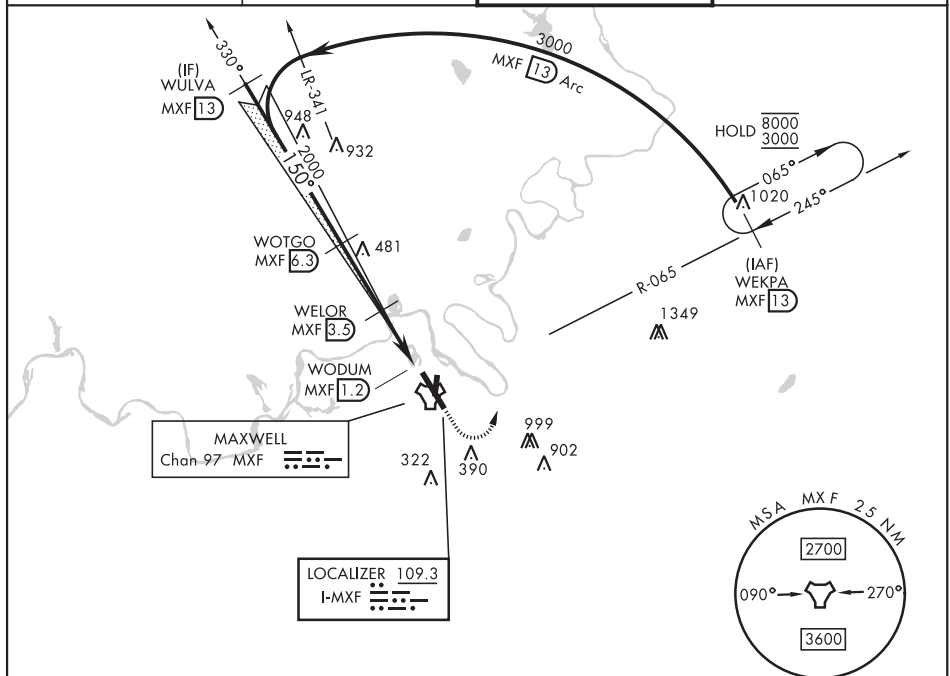 330°
(IF)
WULVA
MXF 13
LR-341
3000
MXF 13 Arc
948
932
2000
150°
HOLD 8000
3000
065°
1020
245°
(IAF)
WEKPA
MXF 13
R-065
WOTGO
MXF 6.3
481
WELOR
MXF 3.5
1349
WODUM
MXF 1.2
MAXWELL
Chan 97 MXF
999
902
322
390
LOCALIZER 109.3
I-MXF
MSA MXF 25 NM
2700
090°
270°
3600